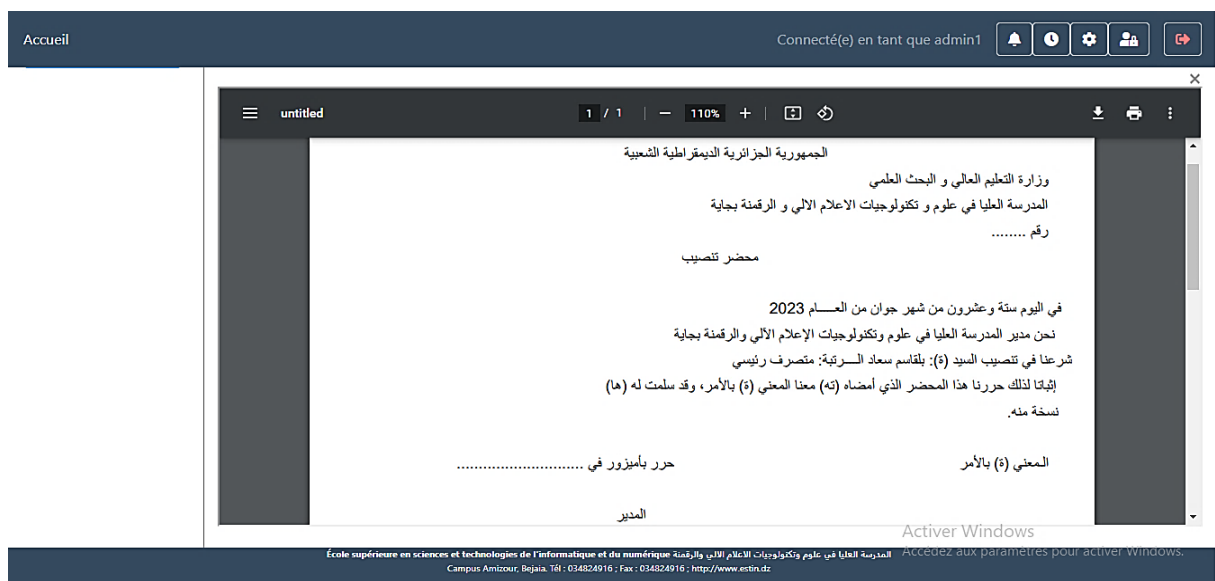 Accueil
Connecté(e) en tant que admin1
untitled
1 / 1
110%
الجمهورية الجزائرية الديمقراطية الشعبية
وزارة التعليم العالي و البحث العلمي
المدرسة العليا في علوم و تكنولوجيات الاعلام الالي و الرقمنة بجاية
رقم ........
محضر تنصيب
في اليوم ستة وعشرون من شهر جوان من العـــام 2023
نحن مدير المدرسة العليا في علوم وتكنولوجيات الإعلام الآلي والرقمنة بجاية
شرعنا في تنصيب السيد (ة): بلقاسم سعاد الـــرتبة: متصرف رئيسي
إثباتا لذلك حررنا هذا المحضر الذي أمضاه (ته) معنا المعني (ة) بالأمر، وقد سلمت له (ها)
نسخة منه.
الـمعني (ة) بالأمر
حرر بأميزور في .............................
المدير
Activer Windows
Accédez aux paramètres pour activer Windows.
École supérieure en sciences et technologies de l'informatique et du numérique المدرسة العليا في علوم وتكنولوجيات الاعلام الالي والرقمنة
Campus Amizour, Bejaia. Tél : 034824916 ; Fax : 034824916 ; http://www.estin.dz